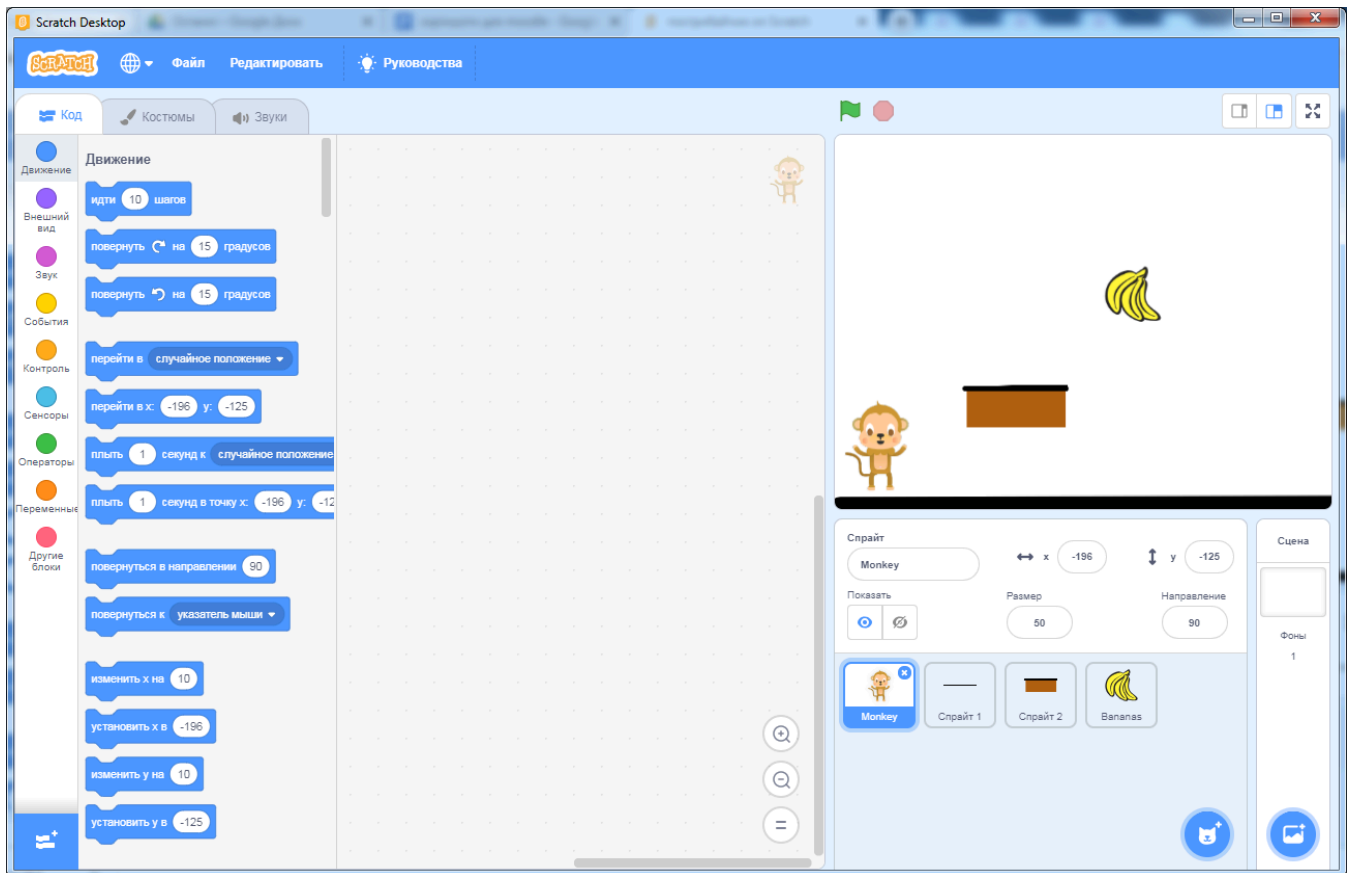 Scratch Desktop
SCRATCH
Файл
Редактировать
Руководства
Код
Костюмы
Звуки
Движение
Внешний
вид
Звук
События
Контроль
Сенсоры
Операторы
Переменные
Другие
блоки
Движение
идти 10 шагов
повернуть на 15 градусов
повернуть на 15 градусов
перейти в случайное положение
перейти в x: -196 y: -125
плыть 1 секунд к случайное положение
плыть 1 секунд в точку x: -196 y: -12
повернуться в направлении 90
повернуться к указатель мыши
изменить x на 10
установить x в -196
изменить y на 10
установить y в -125
Спрайт
Monkey
x -196
y -125
Показать
Размер
50
Направление
90
Monkey
Спрайт 1
Спрайт 2
Bananas
Сцена
Фоны
1